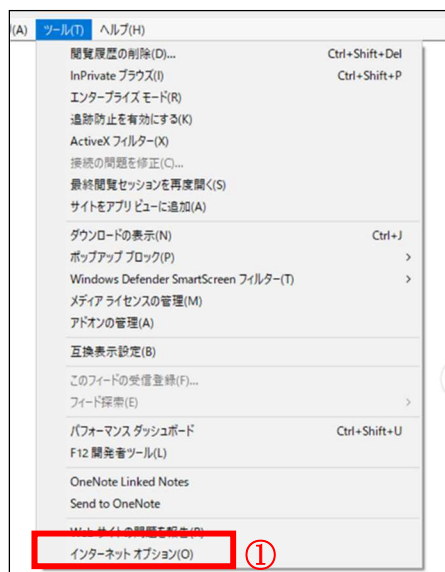 (A) ツール(T) ヘルプ(H)
閲覧履歴の削除(D)... Ctrl+Shift+Del
InPrivate ブラウズ(I) Ctrl+Shift+P
エンタープライズ モード(R)
追跡防止を有効にする(K)
ActiveX フィルター(X)
接続の問題を修正(C)...
最終閲覧セッションを再度開く(S)
サイトをアプリ ビューに追加(A)
ダウンロードの表示(N) Ctrl+J
ポップアップ ブロック(P) >
Windows Defender SmartScreen フィルター(T) >
メディア ライセンスの管理(M)
アドオンの管理(A)
互換表示設定(B)
このフィードの受信登録(F)...
フィード探索(E) >
パフォーマンス ダッシュボード Ctrl+Shift+U
F12 開発者ツール(L)
OneNote Linked Notes
Send to OneNote
Web サイトの問題を報告(R)
インターネット オプション(O) ①